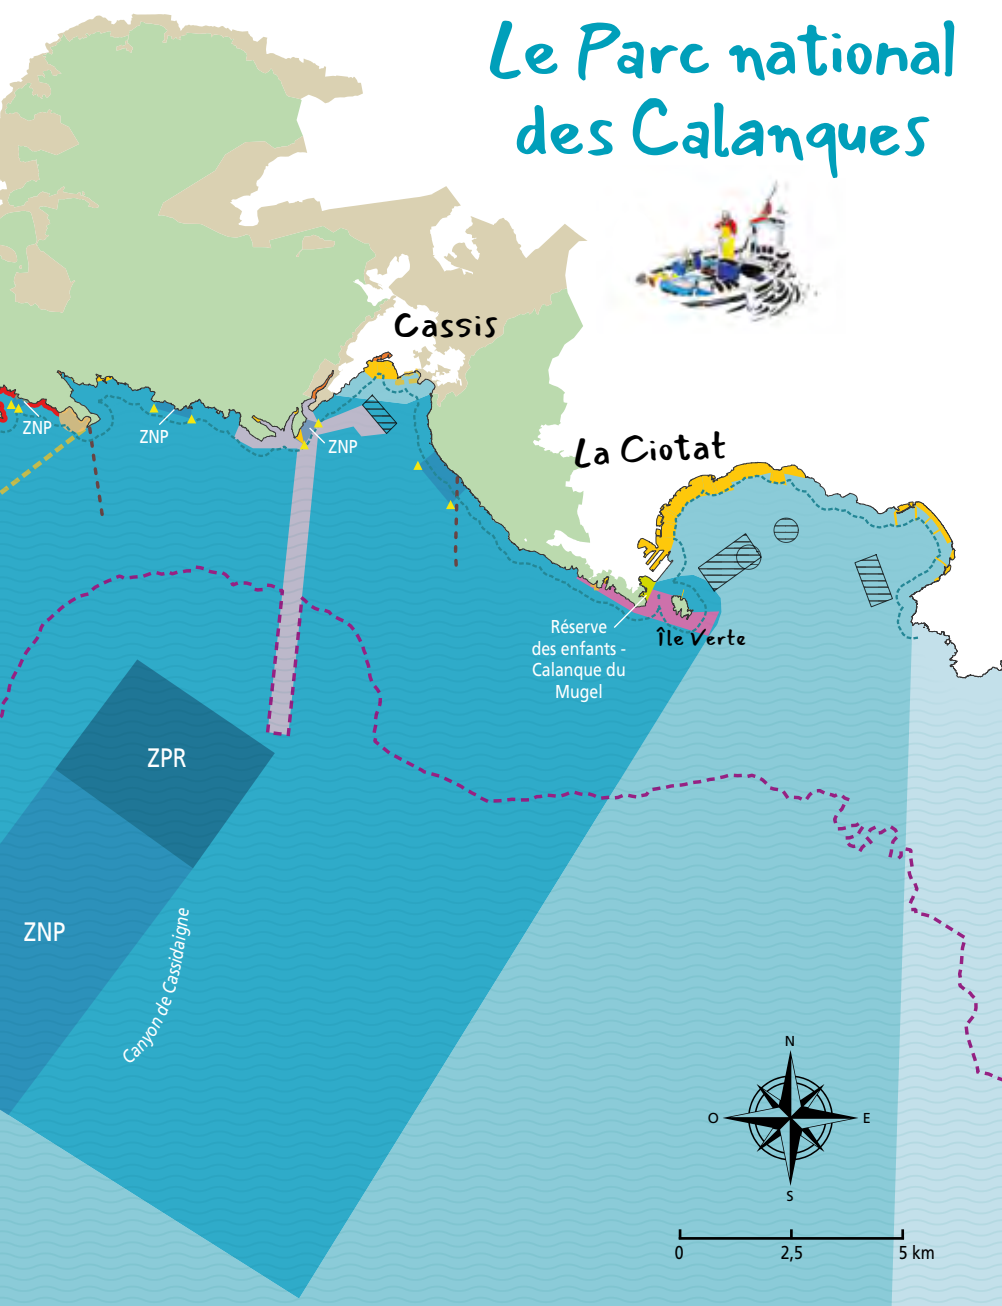 Le Parc national
des Calanques
Cassis
ZNP
ZNP
ZNP
La Ciotat
Réserve
des enfants -
Calanque du
Mugel
Île Verte
ZPR
ZNP
Canyon de Cassidaigne
N
O
E
S
0
2,5
5 km